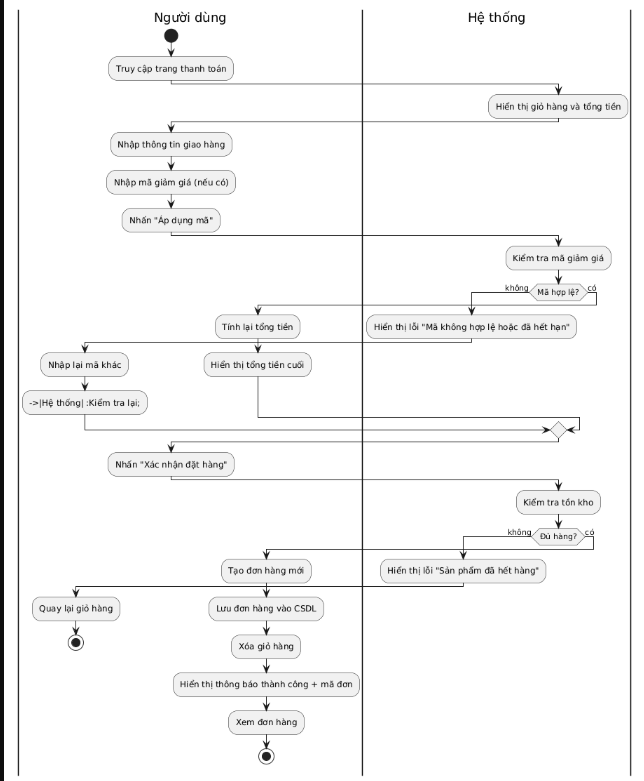 Người dùng
Hệ thống
Truy cập trang thanh toán
Hiển thị giỏ hàng và tổng tiền
Nhập thông tin giao hàng
Nhập mã giảm giá (nếu có)
Nhấn "Áp dụng mã"
Kiểm tra mã giảm giá
không
Mã hợp lệ?
có
Tính lại tổng tiền
Hiển thị lỗi "Mã không hợp lệ hoặc đã hết hạn"
Nhập lại mã khác
Hiển thị tổng tiền cuối
->|Hệ thống| :Kiểm tra lại;
Nhấn "Xác nhận đặt hàng"
Kiểm tra tồn kho
không
Đủ hàng?
có
Tạo đơn hàng mới
Hiển thị lỗi "Sản phẩm đã hết hàng"
Quay lại giỏ hàng
Lưu đơn hàng vào CSDL
Xóa giỏ hàng
Hiển thị thông báo thành công + mã đơn
Xem đơn hàng